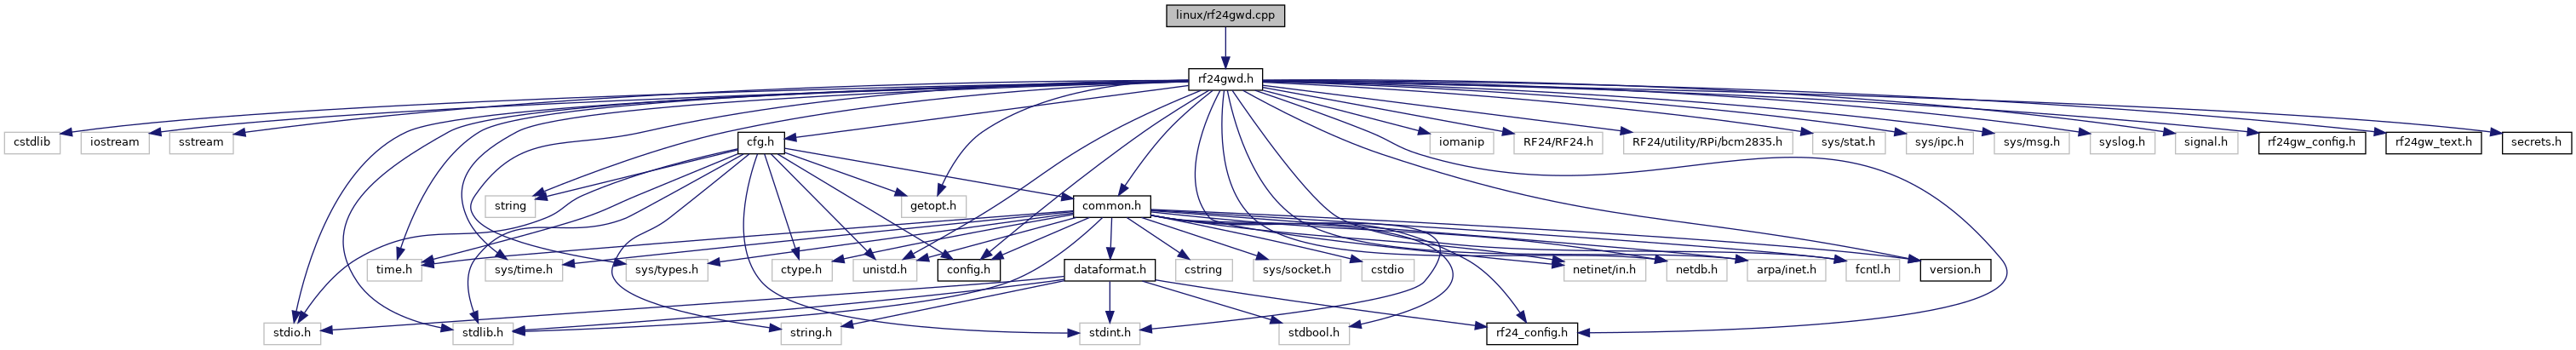 linux/rf24gwd.cpp
rf24gwd.h
cstdlib
iostream
sstream
cfg.h
iomanip
RF24/RF24.h
RF24/utility/RPi/bcm2835.h
sys/stat.h
sys/ipc.h
sys/msg.h
syslog.h
signal.h
rf24gw_config.h
rf24gw_text.h
secrets.h
string
getopt.h
common.h
time.h
sys/time.h
sys/types.h
ctype.h
unistd.h
config.h
dataformat.h
cstring
sys/socket.h
cstdio
netinet/in.h
netdb.h
arpa/inet.h
fcntl.h
version.h
stdio.h
stdlib.h
string.h
stdint.h
stdbool.h
rf24_config.h